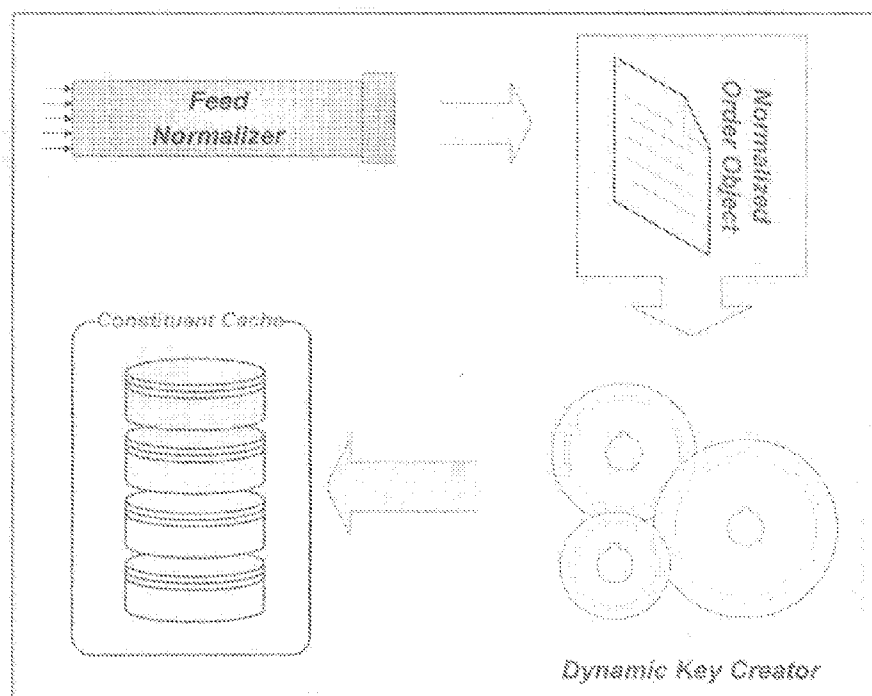 Feed
Normalizer
Normalized
Order Object
Constituent Cache
Dynamic Key Creator